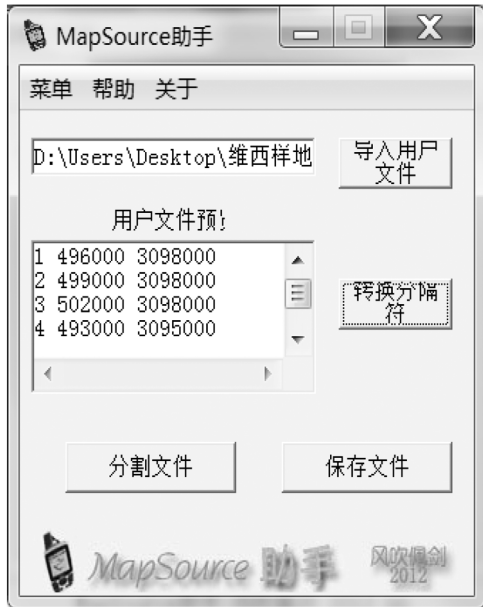 MapSource助手
菜单 帮助 关于
D:\Users\Desktop\维西样地
导入用户
文件
用户文件预
1 496000 3098000
2 499000 3098000
3 502000 3098000
4 493000 3095000
转换分隔
符
分割文件
保存文件
MapSource 助手
风吹佩剑
2012